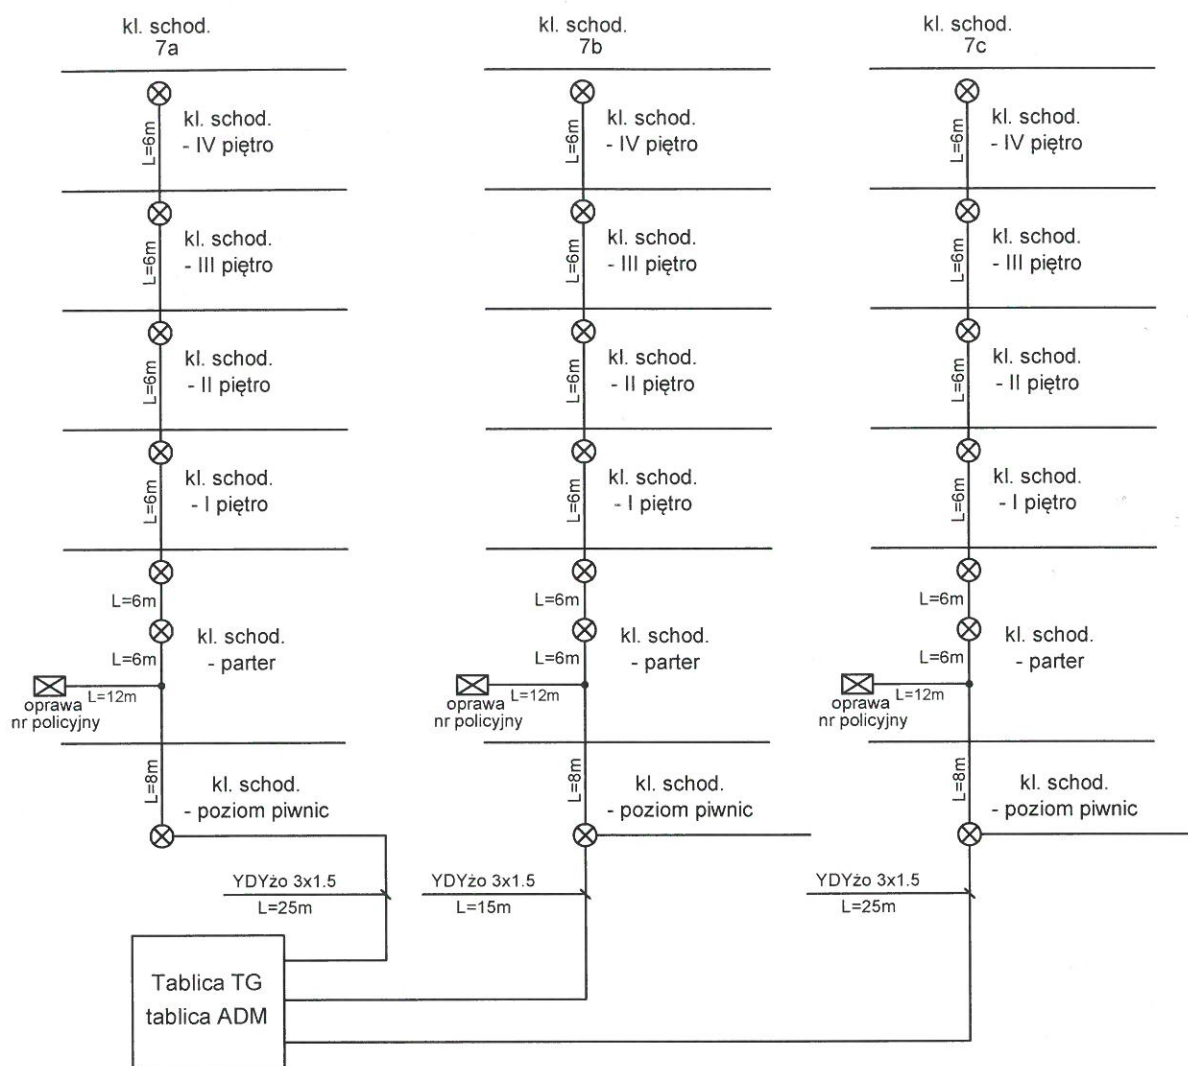 kl. schod.
7a
kl. schod.
7b
kl. schod.
7c
L=6m
kl. schod.
- IV piętro
L=6m
kl. schod.
- IV piętro
L=6m
kl. schod.
- IV piętro
L=6m
kl. schod.
- III piętro
L=6m
kl. schod.
- III piętro
L=6m
kl. schod.
- III piętro
L=6m
kl. schod.
- II piętro
L=6m
kl. schod.
- II piętro
L=6m
kl. schod.
- II piętro
L=6m
kl. schod.
- I piętro
L=6m
kl. schod.
- I piętro
L=6m
kl. schod.
- I piętro
L=6m
L=6m
kl. schod.
- parter
L=12m
oprawa
nr policyjny
L=6m
L=6m
kl. schod.
- parter
L=12m
oprawa
nr policyjny
L=6m
L=6m
kl. schod.
- parter
L=12m
oprawa
nr policyjny
L=8m
kl. schod.
- poziom piwnic
L=8m
kl. schod.
- poziom piwnic
L=8m
kl. schod.
- poziom piwnic
YDYżo 3x1.5
L=25m
YDYżo 3x1.5
L=15m
YDYżo 3x1.5
L=25m
Tablica TG
tablica ADM